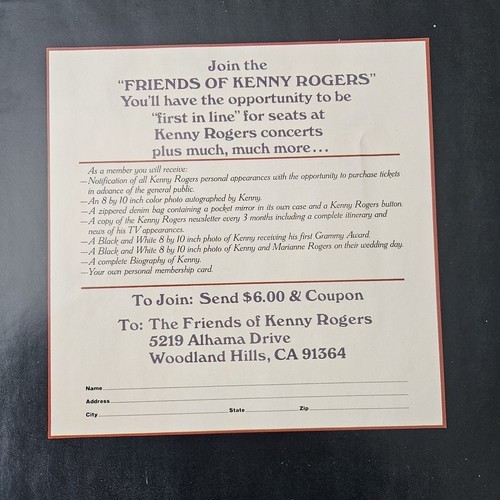 Join the
"FRIENDS OF KENNY ROGERS"
You'll have the opportunity to be
"first in line" for seats at
Kenny Rogers concerts
plus much, much more...
As a member you will receive:
—Notification of all Kenny Rogers personal appearances with the opportunity to purchase tickets
in advance of the general public.
—An 8 by 10 inch color photo autographed by Kenny.
—A zippered denim bag containing a pocket mirror in its own case and a Kenny Rogers button.
—A copy of the Kenny Rogers newsletter every 3 months including a complete itinerary and
news of his TV appearances.
—A Black and White 8 by 10 inch photo of Kenny receiving his first Grammy Award.
—A Black and White 8 by 10 inch photo of Kenny and Marianne Rogers on their wedding day.
—A complete Biography of Kenny.
—Your own personal membership card.
To Join: Send $6.00 & Coupon
To: The Friends of Kenny Rogers
5219 Alhama Drive
Woodland Hills, CA 91364
Name
Address
City State Zip